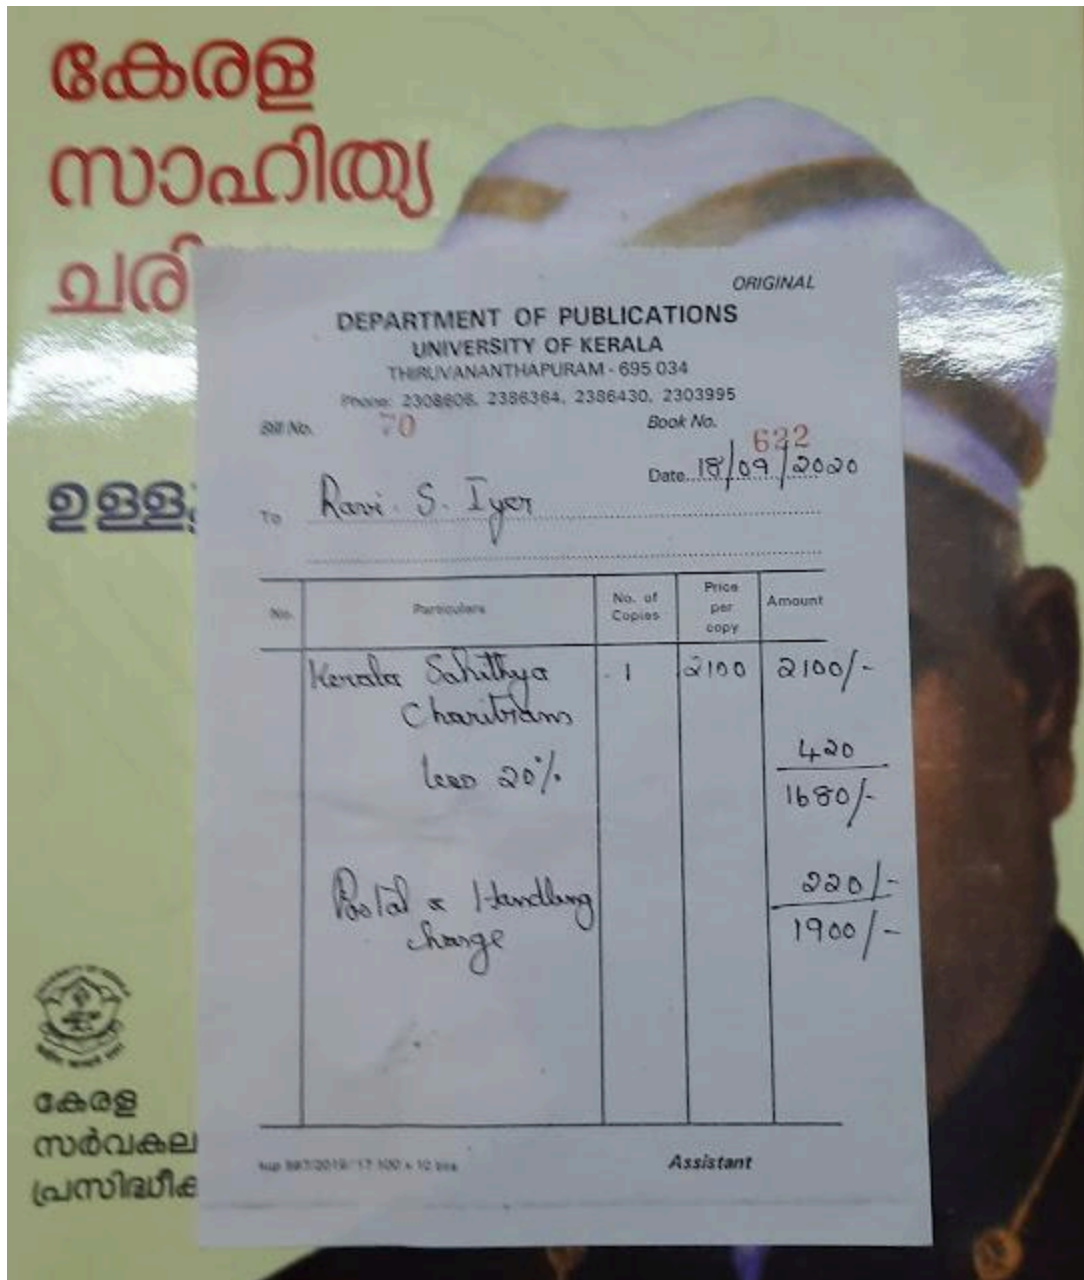 കേരള
സാഹിത്യ
ചരി
ഉള്ളൂ
ORIGINAL
DEPARTMENT OF PUBLICATIONS
UNIVERSITY OF KERALA
THIRUVANANTHAPURAM - 695 034
Phone: 2308606, 2386364, 2386430, 2303995
Bill No. 70 Book No. 622
Date 18/09/2020
To Ravi. S. Iyer
No. Particulars No. of Copies Price per copy Amount
Kerala Sahithya 1 2100 2100/-
Charitram
less 20% 420
1680/-
Postal & Handling 220/-
charge 1900/-
Assistant
കേരള
സർവകല
പ്രസിദ്ധീക